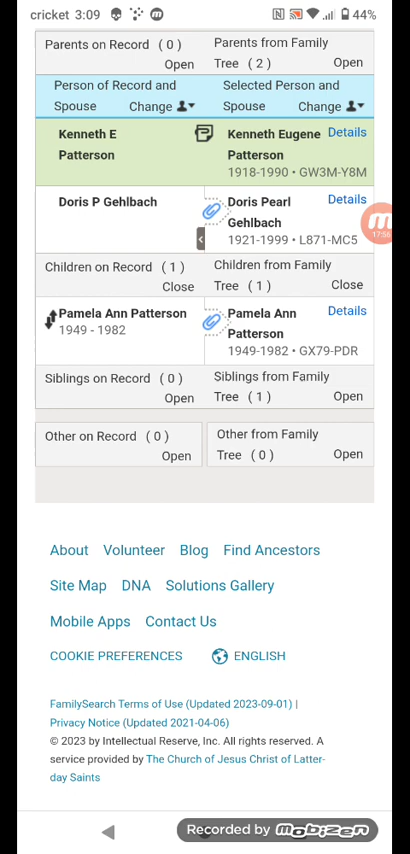 cricket 3:09 44%
Parents on Record ( 0 ) Parents from Family
Open Tree ( 2 ) Open
Person of Record and Selected Person and
Spouse Change Spouse Change
Kenneth E Kenneth Eugene Details
Patterson Patterson
1918-1990 • GW3M-Y8M
17:56
Doris P Gehlbach Doris Pearl Details
Gehlbach
1921-1999 • L871-MC5
Children on Record ( 1 ) Children from Family
Close Tree ( 1 ) Close
Pamela Ann Patterson Pamela Ann Details
1949 - 1982 Patterson
1949-1982 • GX79-PDR
Siblings on Record ( 0 ) Siblings from Family
Open Tree ( 1 ) Open
Other on Record ( 0 ) Other from Family
Open Tree ( 0 ) Open
About Volunteer Blog Find Ancestors
Site Map DNA Solutions Gallery
Mobile Apps Contact Us
COOKIE PREFERENCES ENGLISH
FamilySearch Terms of Use (Updated 2023-09-01) |
Privacy Notice (Updated 2021-04-06)
© 2023 by Intellectual Reserve, Inc. All rights reserved. A
service provided by The Church of Jesus Christ of Latter-
day Saints
Recorded by mobizen